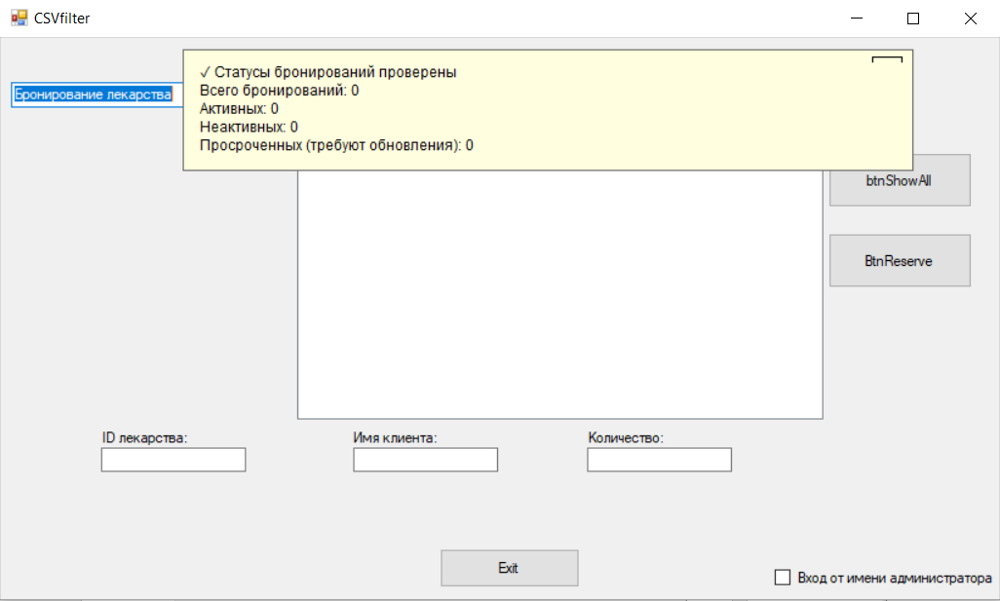 CSVfilter
✓ Статусы бронирований проверены
Всего бронирований: 0
Активных: 0
Неактивных: 0
Просроченных (требуют обновления): 0
Бронирование лекарства
btnShowAll
BtnReserve
ID лекарства:
Имя клиента:
Количество:
Exit
Вход от имени администратора